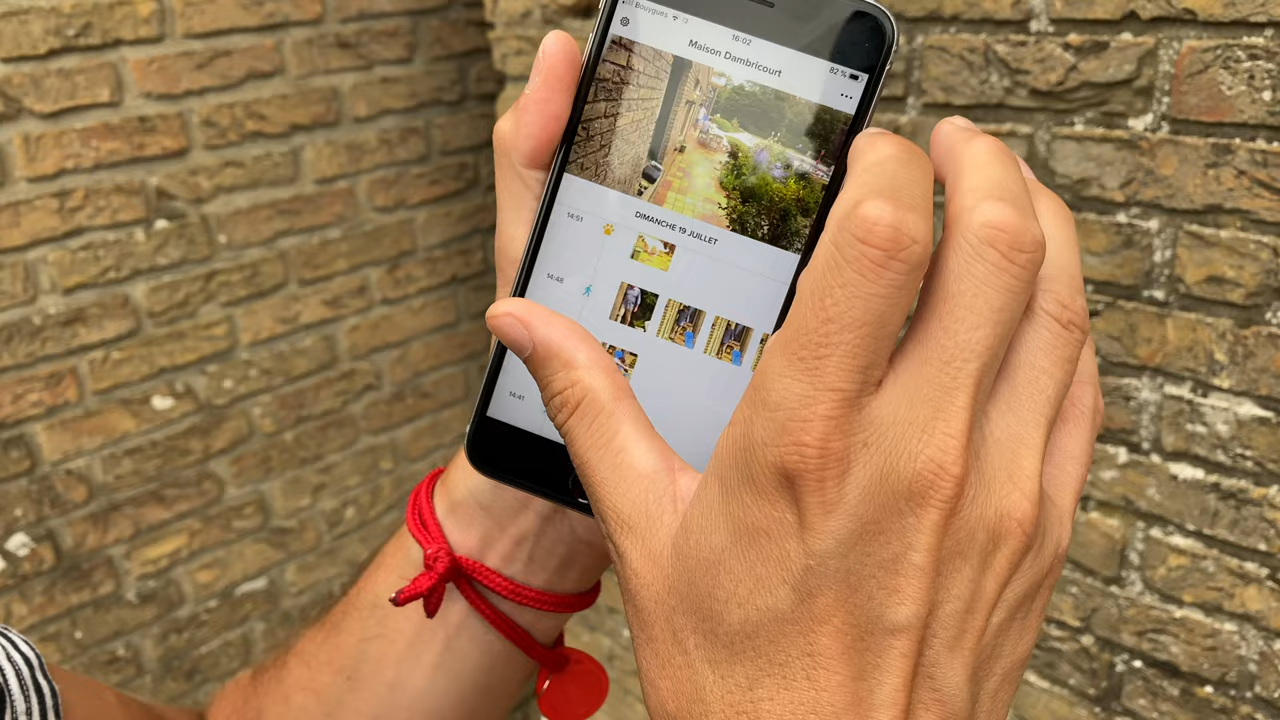 Bouygues
16:02
82 %
Maison Dambricourt
DIMANCHE 19 JUILLET
14:51
14:48
14:41